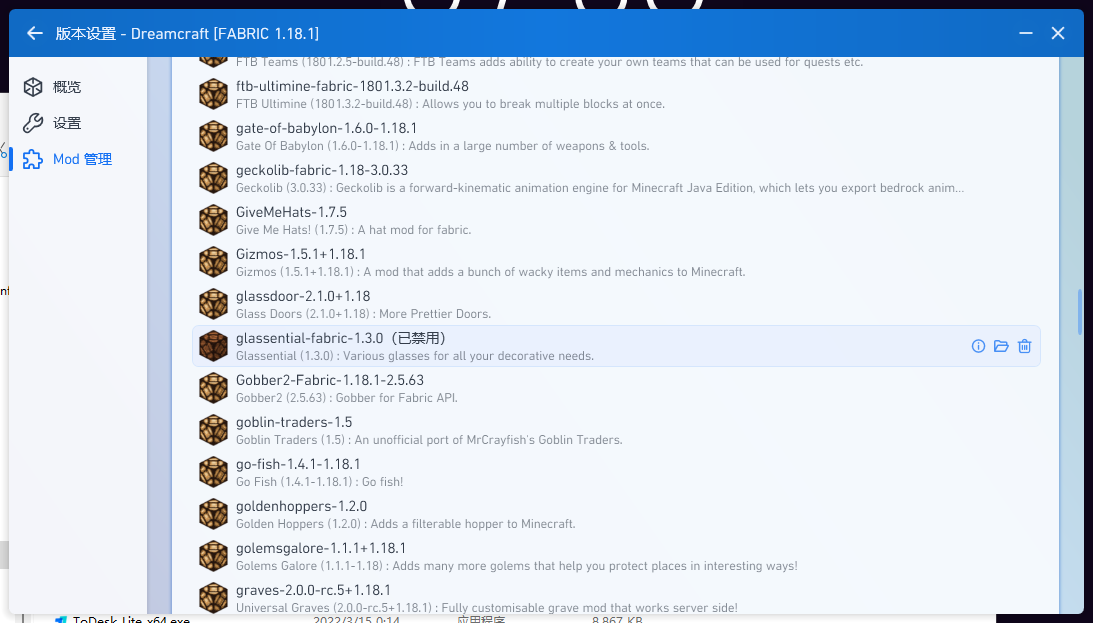 版本设置 - Dreamcraft [FABRIC 1.18.1]
概览
设置
Mod 管理
FTB Teams (1801.2.5-build.48) : FTB Teams adds ability to create your own teams that can be used for quests etc.
ftb-ultimine-fabric-1801.3.2-build.48
FTB Ultimine (1801.3.2-build.48) : Allows you to break multiple blocks at once.
gate-of-babylon-1.6.0-1.18.1
Gate Of Babylon (1.6.0-1.18.1) : Adds in a large number of weapons & tools.
geckolib-fabric-1.18-3.0.33
Geckolib (3.0.33) : Geckolib is a forward-kinematic animation engine for Minecraft Java Edition, which lets you export bedrock anim...
GiveMeHats-1.7.5
Give Me Hats! (1.7.5) : A hat mod for fabric.
Gizmos-1.5.1+1.18.1
Gizmos (1.5.1+1.18.1) : A mod that adds a bunch of wacky items and mechanics to Minecraft.
glassdoor-2.1.0+1.18
Glass Doors (2.1.0+1.18) : More Prettier Doors.
glassential-fabric-1.3.0（已禁用）
Glassential (1.3.0) : Various glasses for all your decorative needs.
Gobber2-Fabric-1.18.1-2.5.63
Gobber2 (2.5.63) : Gobber for Fabric API.
goblin-traders-1.5
Goblin Traders (1.5) : An unofficial port of MrCrayfish's Goblin Traders.
go-fish-1.4.1-1.18.1
Go Fish (1.4.1-1.18.1) : Go fish!
goldenhoppers-1.2.0
Golden Hoppers (1.2.0) : Adds a filterable hopper to Minecraft.
golemsgalore-1.1.1+1.18.1
Golems Galore (1.1.1-1.18) : Adds many more golems that help you protect places in interesting ways!
graves-2.0.0-rc.5+1.18.1
Universal Graves (2.0.0-rc.5+1.18.1) : Fully customisable grave mod that works server side!
ToDesk_Lite_x64.exe 2022/3/15 0:14 应用程序 8,867 KB